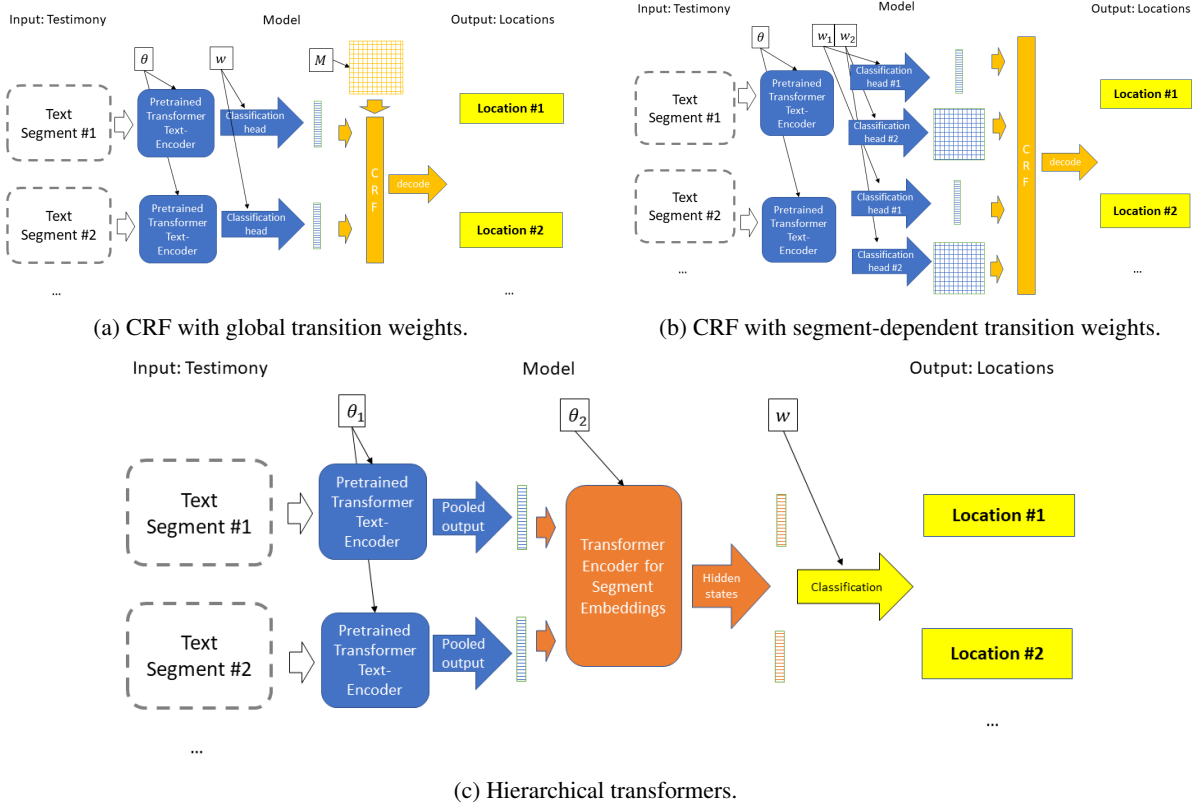 Input: Testimony
Model
Output: Locations
θ
w
M
Text
Segment #1
Pretrained
Transformer
Text-
Encoder
Classification
head
CRF
decode
Location #1
Text
Segment #2
Pretrained
Transformer
Text-
Encoder
Classification
head
Location #2
...
...
(a) CRF with global transition weights.
Input: Testimony
Model
Output: Locations
θ
w1
w2
Text
Segment #1
Pretrained
Transformer
Text-
Encoder
Classification
head #1
Classification
head #2
C
R
F
decode
Location #1
Text
Segment #2
Pretrained
Transformer
Text-
Encoder
Classification
head #1
Classification
head #2
Location #2
...
...
(b) CRF with segment-dependent transition weights.
Input: Testimony
Model
Output: Locations
θ1
θ2
w
Text
Segment #1
Pretrained
Transformer
Text-
Encoder
Pooled
output
Transformer
Encoder for
Segment
Embeddings
Hidden
states
Classification
Location #1
Text
Segment #2
Pretrained
Transformer
Text-
Encoder
Pooled
output
Location #2
...
...
(c) Hierarchical transformers.